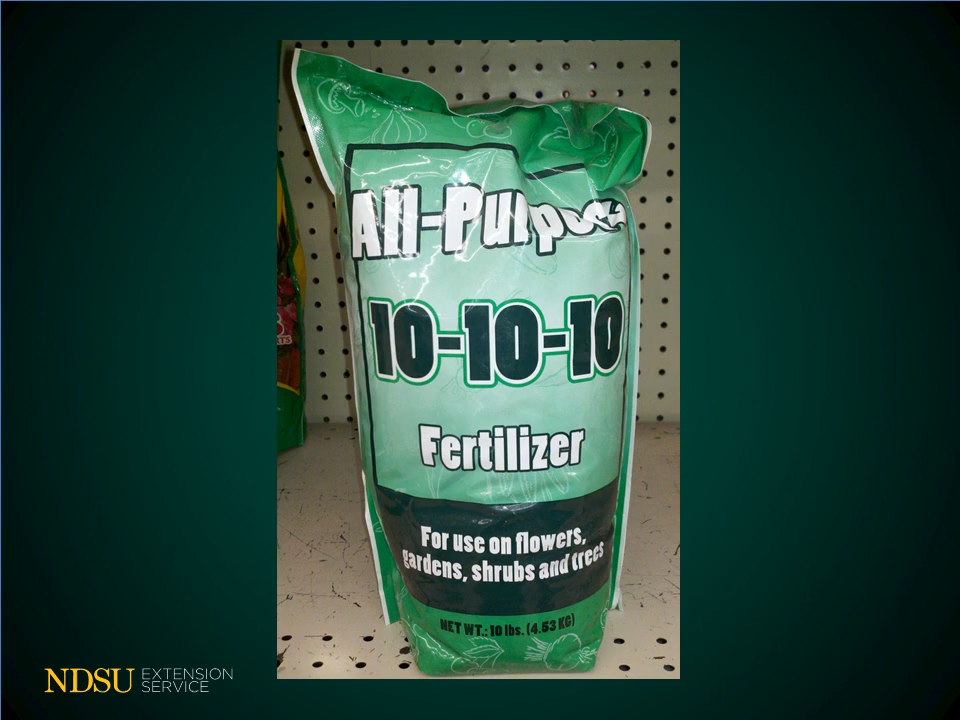 All-Purpose
10-10-10
Fertilizer
For use on flowers,
gardens, shrubs and trees
NET WT.: 10 lbs. (4.53 KG)
NDSU EXTENSION
SERVICE